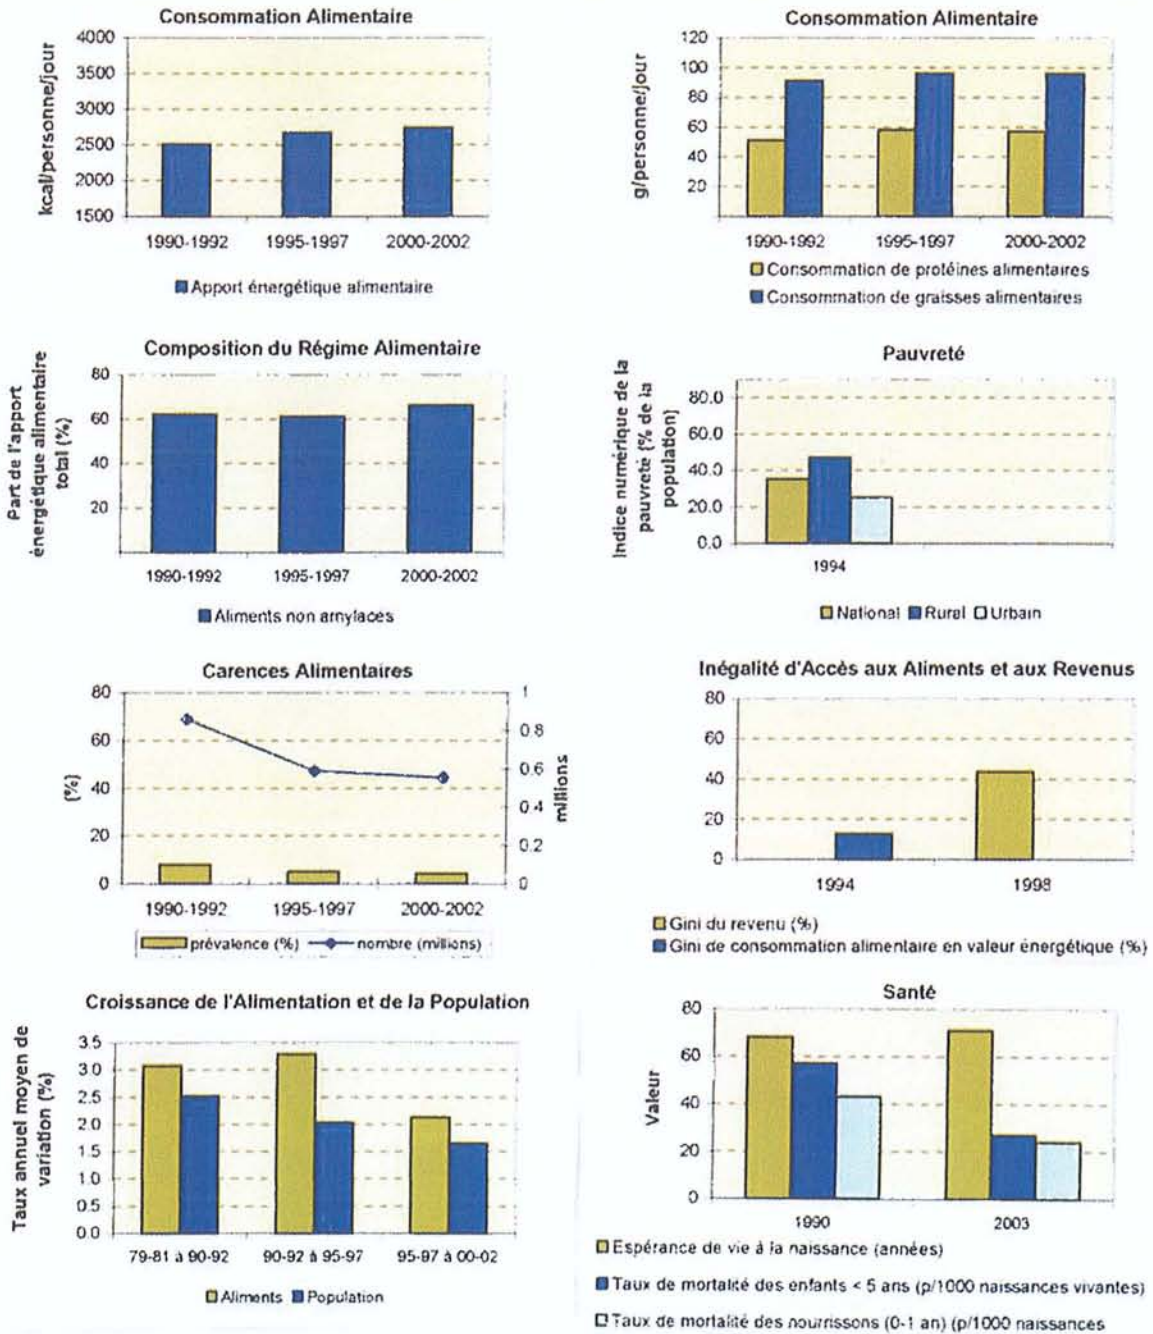 Consommation Alimentaire
kcal/personne/jour
4000
3500
3000
2500
2000
1500
1990-1992 1995-1997 2000-2002
Apport énergétique alimentaire
Consommation Alimentaire
g/personne/jour
120
100
80
60
40
20
1990-1992 1995-1997 2000-2002
Consommation de protéines alimentaires
Consommation de graisses alimentaires
Composition du Régime Alimentaire
Part de l'apport
énergétique alimentaire
total (%)
80
60
40
20
1990-1992 1995-1997 2000-2002
Aliments non amylaces
Pauvreté
Indice numérique de la
pauvreté (% de la
population)
80.0
60.0
40.0
20.0
0.0
1994
National Rural Urbain
Carences Alimentaires
(%)
80
60
40
20
0
1
0.8
0.6
0.4
0.2
0
millions
1990-1992 1995-1997 2000-2002
prévalence (%) nombre (millions)
Inégalité d'Accès aux Aliments et aux Revenus
80
60
40
20
0
1994 1998
Gini du revenu (%)
Gini de consommation alimentaire en valeur énergétique (%)
Croissance de l'Alimentation et de la Population
Taux annuel moyen de
variation (%)
3.5
3.0
2.5
2.0
1.5
1.0
0.5
0.0
79-81 à 90-92 90-92 à 95-97 95-97 à 00-02
Aliments Population
Santé
Valeur
80
60
40
20
0
1990 2003
Espérance de vie à la naissance (années)
Taux de mortalité des enfants < 5 ans (p/1000 naissances vivantes)
Taux de mortalité des nourrissons (0-1 an) (p/1000 naissances